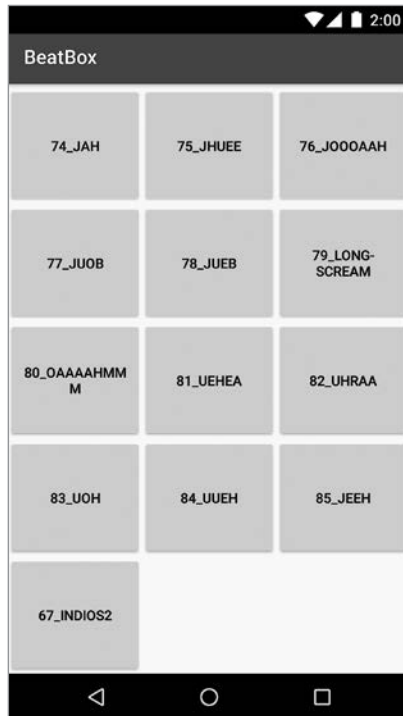 2:00
BeatBox
74_JAH
75_JHUEE
76_JOOOAAH
77_JUOB
78_JUEB
79_LONG-
SCREAM
80_OAAAAHMM
M
81_UEHEA
82_UHRAA
83_UOH
84_UUEH
85_JEEH
67_INDIOS2